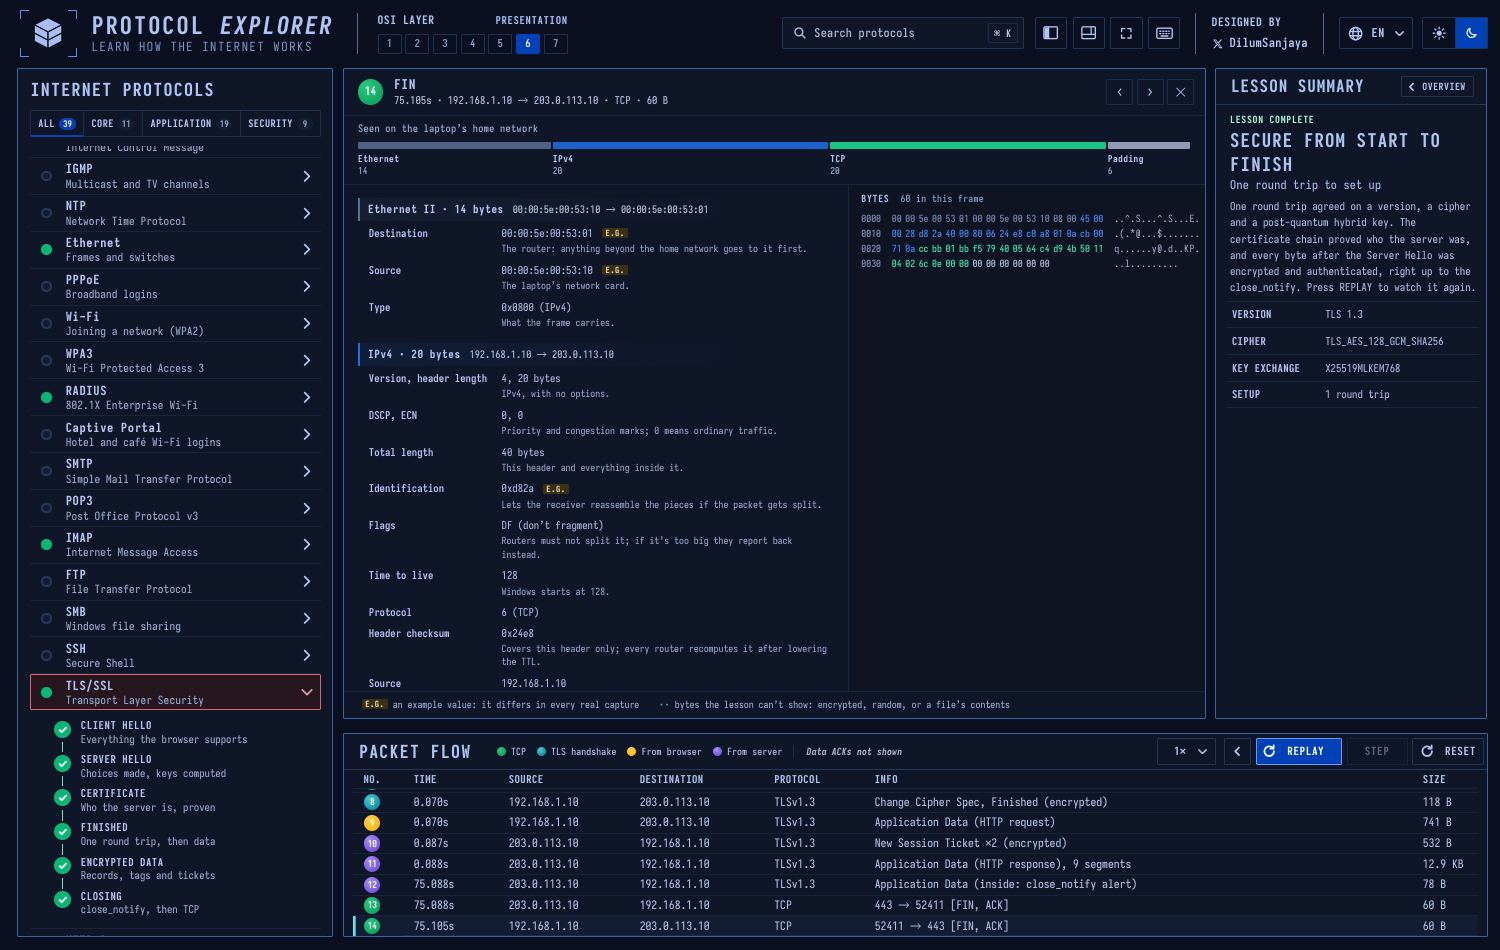 PROTOCOL EXPLORER
LEARN HOW THE INTERNET WORKS
OSI LAYER PRESENTATION
1 2 3 4 5 6 7
Search protocols ⌘ K
DESIGNED BY
DilumSanjaya
EN
INTERNET PROTOCOLS
ALL 39 CORE 11 APPLICATION 19 SECURITY 9
Internet Control Message
IGMP
Multicast and TV channels
NTP
Network Time Protocol
Ethernet
Frames and switches
PPPoE
Broadband logins
Wi-Fi
Joining a network (WPA2)
WPA3
Wi-Fi Protected Access 3
RADIUS
802.1X Enterprise Wi-Fi
Captive Portal
Hotel and café Wi-Fi logins
SMTP
Simple Mail Transfer Protocol
POP3
Post Office Protocol v3
IMAP
Internet Message Access
FTP
File Transfer Protocol
SMB
Windows file sharing
SSH
Secure Shell
TLS/SSL
Transport Layer Security
CLIENT HELLO
Everything the browser supports
SERVER HELLO
Choices made, keys computed
CERTIFICATE
Who the server is, proven
FINISHED
One round trip, then data
ENCRYPTED DATA
Records, tags and tickets
CLOSING
close_notify, then TCP
14 FIN
75.105s · 192.168.1.10 → 203.0.113.10 · TCP · 60 B
Seen on the laptop's home network
Ethernet IPv4 TCP Padding
14 20 20 6
Ethernet II · 14 bytes 00:00:5e:00:53:10 → 00:00:5e:00:53:01
Destination 00:00:5e:00:53:01 E.G.
The router: anything beyond the home network goes to it first.
Source 00:00:5e:00:53:10 E.G.
The laptop's network card.
Type 0x0800 (IPv4)
What the frame carries.
IPv4 · 20 bytes 192.168.1.10 → 203.0.113.10
Version, header length 4, 20 bytes
IPv4, with no options.
DSCP, ECN 0, 0
Priority and congestion marks; 0 means ordinary traffic.
Total length 40 bytes
This header and everything inside it.
Identification 0xd82a E.G.
Lets the receiver reassemble the pieces if the packet gets split.
Flags DF (don't fragment)
Routers must not split it; if it's too big they report back
instead.
Time to live 128
Windows starts at 128.
Protocol 6 (TCP)
Header checksum 0x24e8
Covers this header only; every router recomputes it after lowering
the TTL.
Source 192.168.1.10
BYTES 60 in this frame
0000 00 00 5e 00 53 01 00 00 5e 00 53 10 08 00 45 00 ..^.S...^.S...E.
0010 00 28 d8 2a 40 00 80 06 24 e8 c0 a8 01 0a cb 00 .(.*@...$.......
0020 71 0a cc bb 01 bb f5 79 40 05 64 c4 d9 4b 50 11 q......y@.d..KP.
0030 04 02 6c 0e 00 00 00 00 00 00 00 00 ..l.........
E.G. an example value: it differs in every real capture ·· bytes the lesson can't show: encrypted, random, or a file's contents
LESSON SUMMARY OVERVIEW
LESSON COMPLETE
SECURE FROM START TO
FINISH
One round trip to set up
One round trip agreed on a version, a cipher
and a post-quantum hybrid key. The
certificate chain proved who the server was,
and every byte after the Server Hello was
encrypted and authenticated, right up to the
close_notify. Press REPLAY to watch it again.
VERSION TLS 1.3
CIPHER TLS_AES_128_GCM_SHA256
KEY EXCHANGE X25519MLKEM768
SETUP 1 round trip
PACKET FLOW TCP TLS handshake From browser From server Data ACKs not shown
1× REPLAY STEP RESET
NO. TIME SOURCE DESTINATION PROTOCOL INFO SIZE
8 0.070s 192.168.1.10 203.0.113.10 TLSv1.3 Change Cipher Spec, Finished (encrypted) 118 B
9 0.070s 192.168.1.10 203.0.113.10 TLSv1.3 Application Data (HTTP request) 741 B
10 0.087s 203.0.113.10 192.168.1.10 TLSv1.3 New Session Ticket ×2 (encrypted) 532 B
11 0.088s 203.0.113.10 192.168.1.10 TLSv1.3 Application Data (HTTP response), 9 segments 12.9 KB
12 75.088s 203.0.113.10 192.168.1.10 TLSv1.3 Application Data (inside: close_notify alert) 78 B
13 75.088s 203.0.113.10 192.168.1.10 TCP 443 → 52411 [FIN, ACK] 60 B
14 75.105s 192.168.1.10 203.0.113.10 TCP 52411 → 443 [FIN, ACK] 60 B